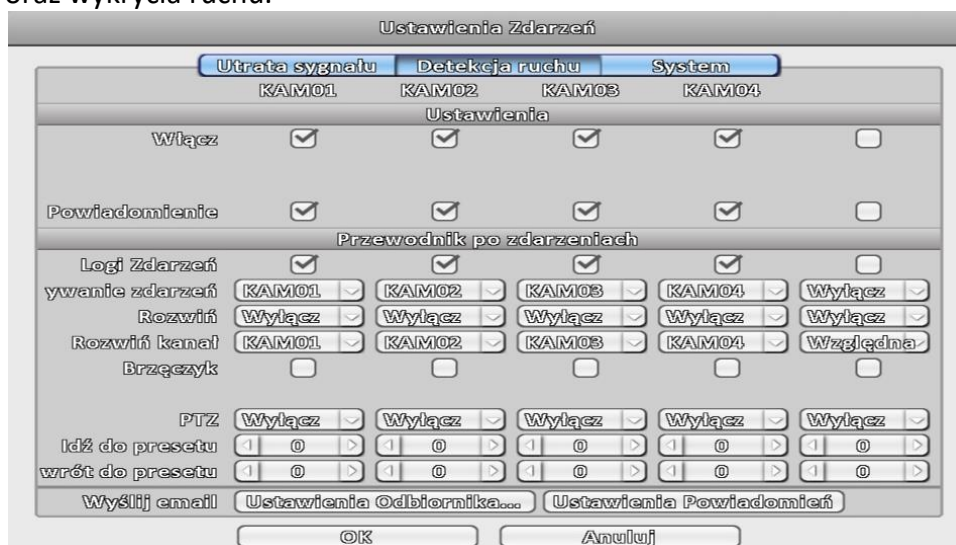 oraz wykrycia ruchu.
Ustawienia Zdarzeń
Utrata sygnału Detekcja ruchu System
KAM01 KAM02 KAM03 KAM04
Ustawienia
Włącz
Powiadomienie
Przewodnik po zdarzeniach
Logi Zdarzeń
ywanie zdarzeń KAM01 KAM02 KAM03 KAM04 Wyłącz
Rozwiń Wyłącz Wyłącz Wyłącz Wyłącz Wyłącz
Rozwiń kanał KAM01 KAM02 KAM03 KAM04 Względna
Brzęczyk
PTZ Wyłącz Wyłącz Wyłącz Wyłącz Wyłącz
Idź do presetu 0 0 0 0 0
wrót do presetu 0 0 0 0 0
Wyślij email Ustawienia Odbiornika... Ustawienia Powiadomień
OK Anuluj